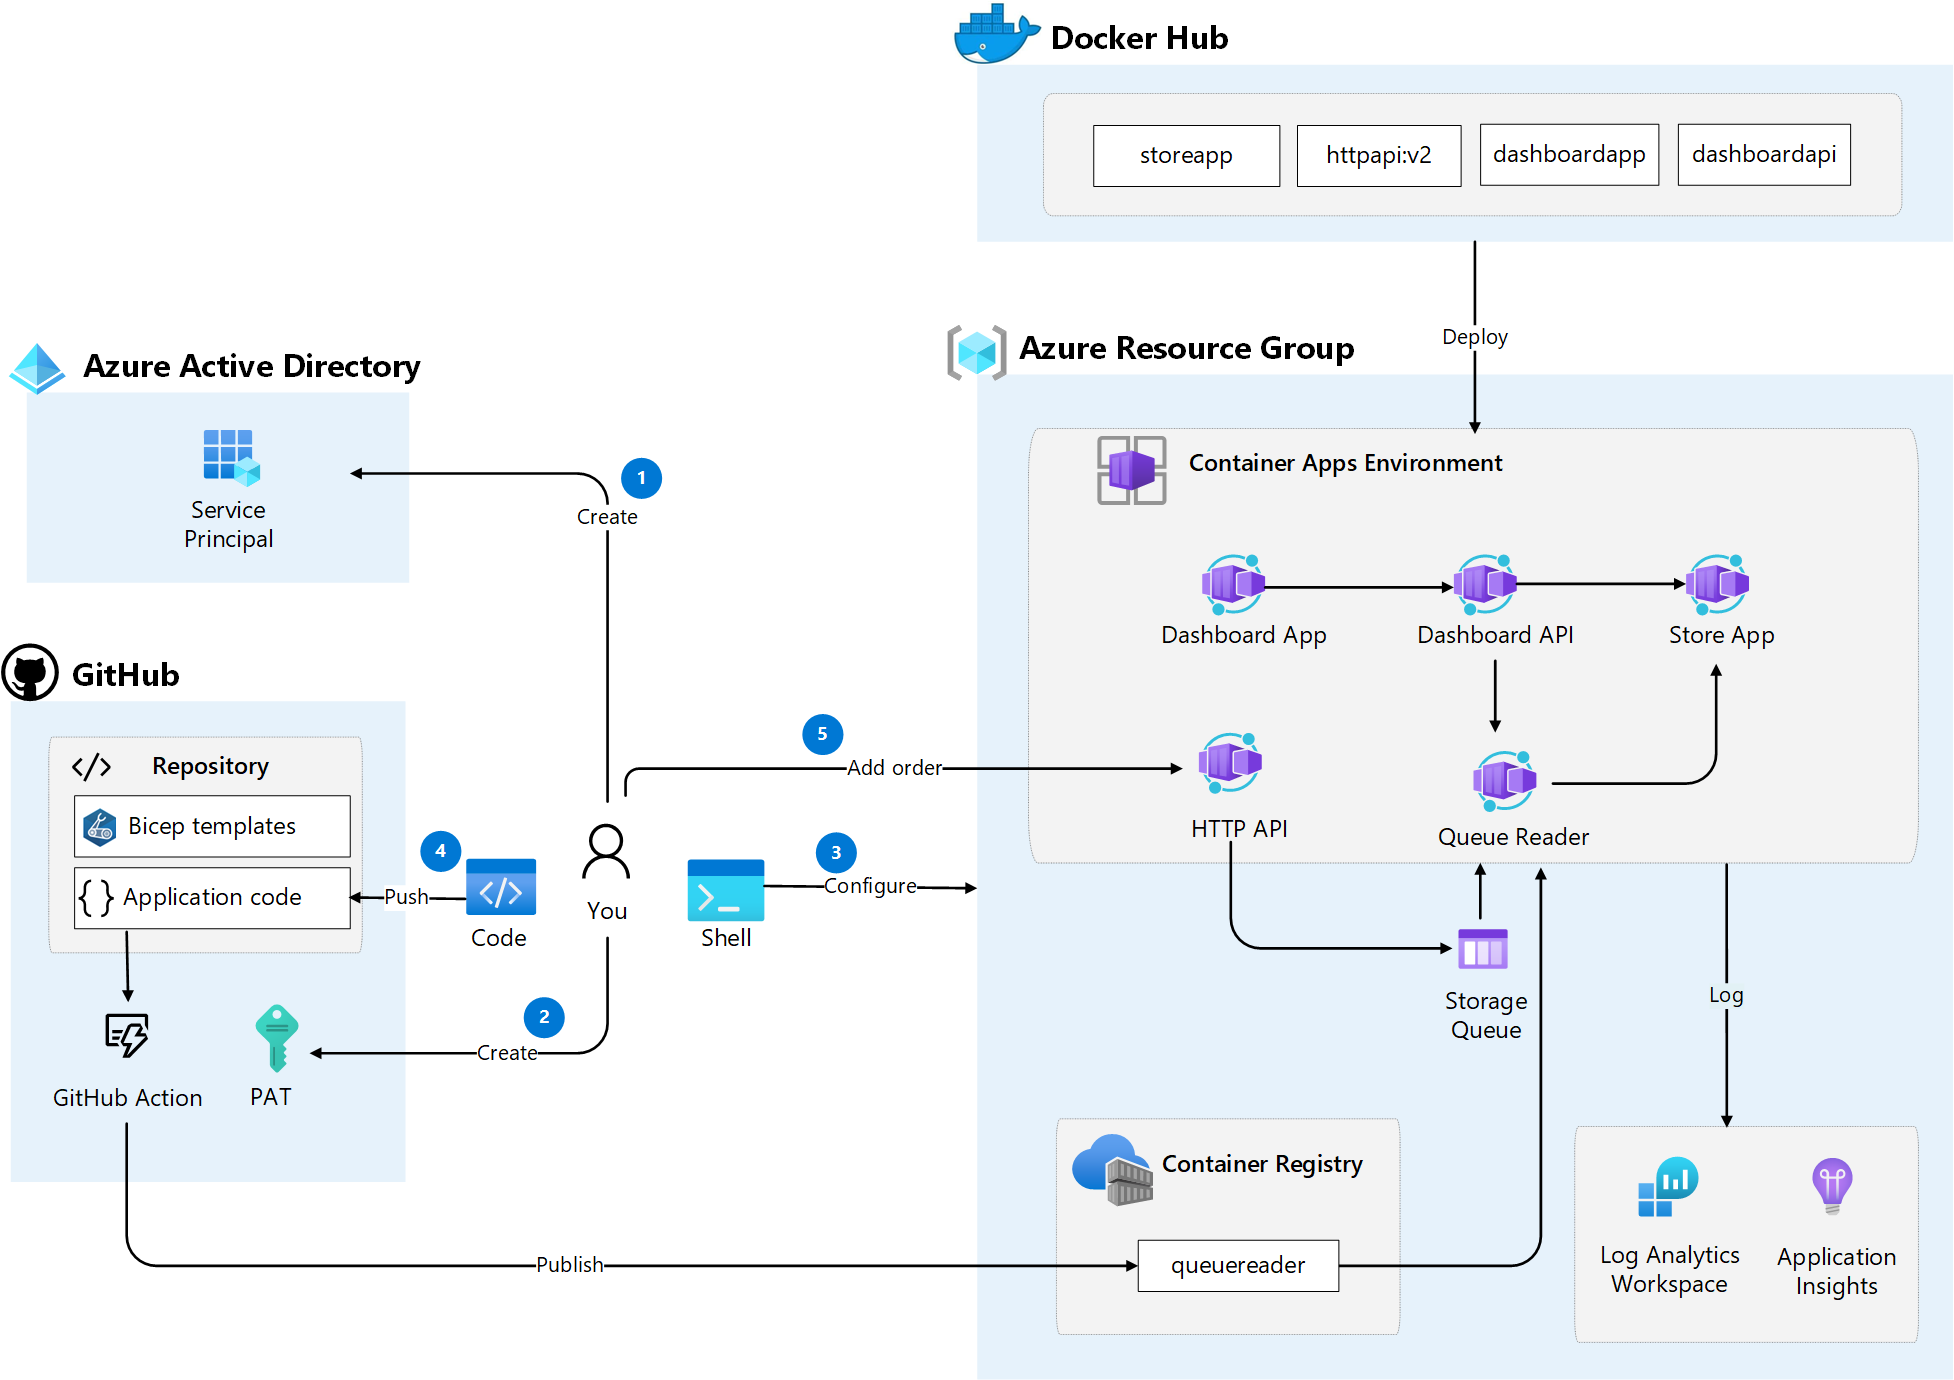 Docker Hub
storeapp
httpapi:v2
dashboardapp
dashboardapi
Deploy
Azure Active Directory
Service
Principal
1
Create
Azure Resource Group
Container Apps Environment
Dashboard App
Dashboard API
Store App
HTTP API
Queue Reader
GitHub
Repository
Bicep templates
Application code
5
Add order
4
Push
Code
You
Shell
3
Configure
2
Create
GitHub Action
PAT
Storage
Queue
Log
Publish
Container Registry
queuereader
Log Analytics
Workspace
Application
Insights